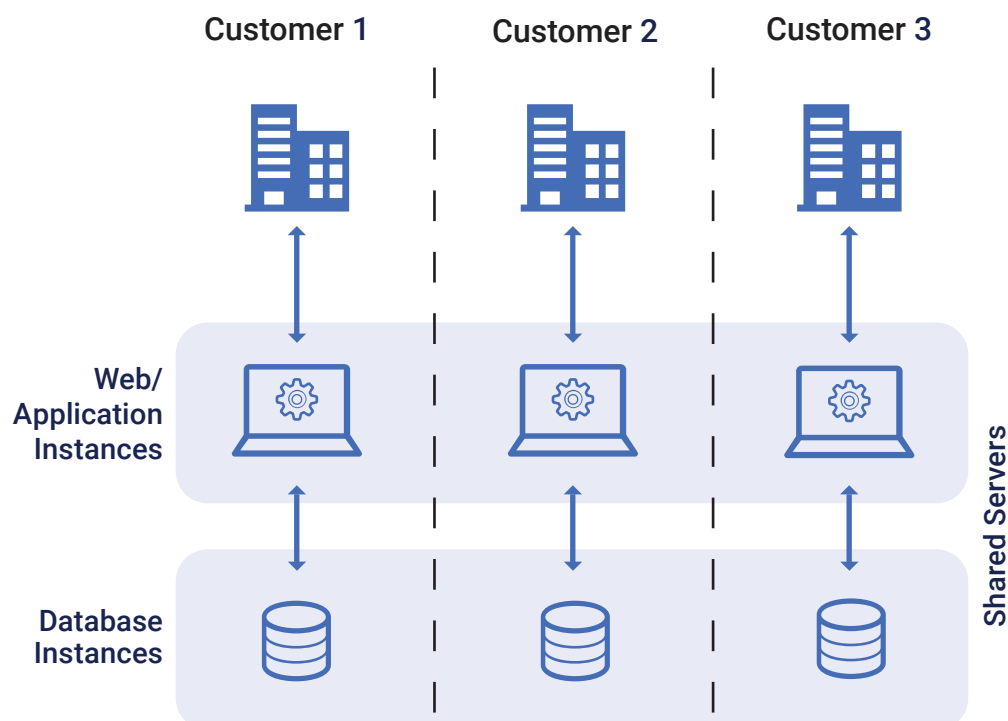 Customer 1
Customer 2
Customer 3
Web/
Application
Instances
Shared Servers
Database
Instances